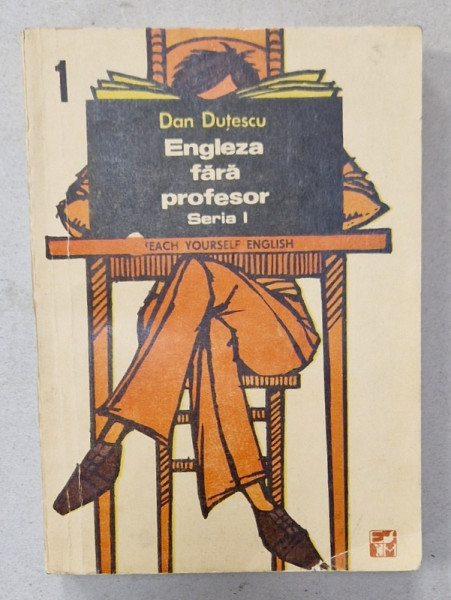 1
Dan Duțescu
Engleza
fără
profesor
Seria I
TEACH YOURSELF ENGLISH